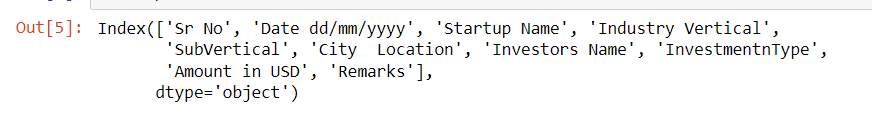 Out[5]: Index(['Sr No', 'Date dd/mm/yyyy', 'Startup Name', 'Industry Vertical',
'SubVertical', 'City  Location', 'Investors Name', 'InvestmentnType',
'Amount in USD', 'Remarks'],
dtype='object')